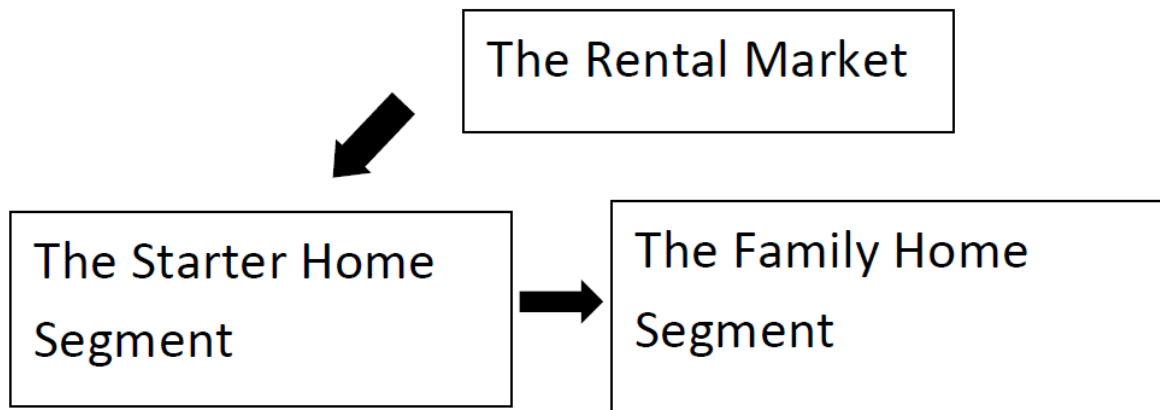 The Rental Market
The Starter Home
Segment
The Family Home
Segment